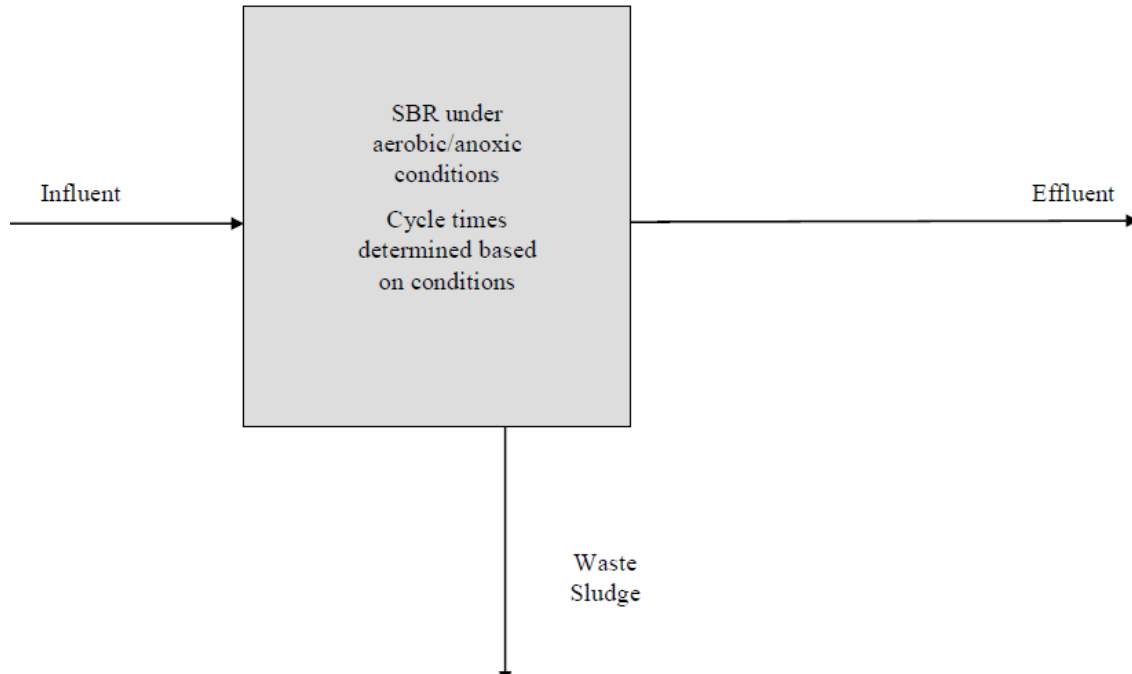 SBR under
aerobic/anoxic
conditions
Cycle times
determined based
on conditions
Influent
Effluent
Waste
Sludge